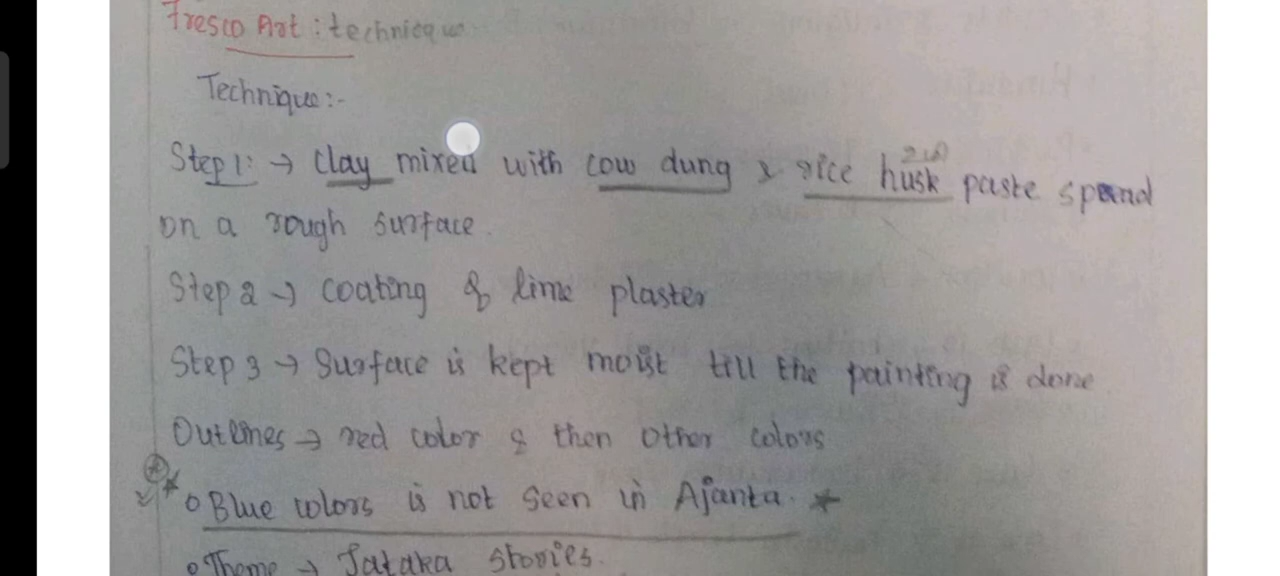 Fresco Art : technique
Technique:-
Step 1: → Clay mixed with cow dung & rice husk paste spread
on a rough surface.
Step 2 → coating of lime plaster
Step 3 → Surface is kept moist till the painting is done
Outlines → red color & then other colors
Blue colors is not seen in Ajanta.
Theme → Jataka stories.